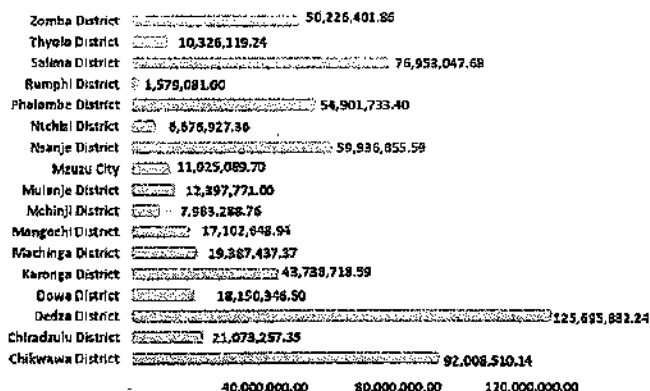 Zomba District 50,226,401.86
Thyolo District 10,326,119.24
Salima District 76,953,047.68
Rumphi District 1,579,081.00
Phalombe District 54,901,733.40
Ntchisi District 6,676,927.36
Nsanje District 59,936,855.59
Mzuzu City 11,025,089.70
Mulanje District 12,397,771.00
Mchinji District 7,983,288.76
Mangochi District 17,102,648.94
Machinga District 19,387,437.37
Karonga District 43,738,718.59
Dowa District 18,150,346.50
Dedza District 125,693,832.24
Chiradzulu District 21,073,257.35
Chikwawa District 92,008,510.14
- 40,000,000.00 80,000,000.00 120,000,000.00